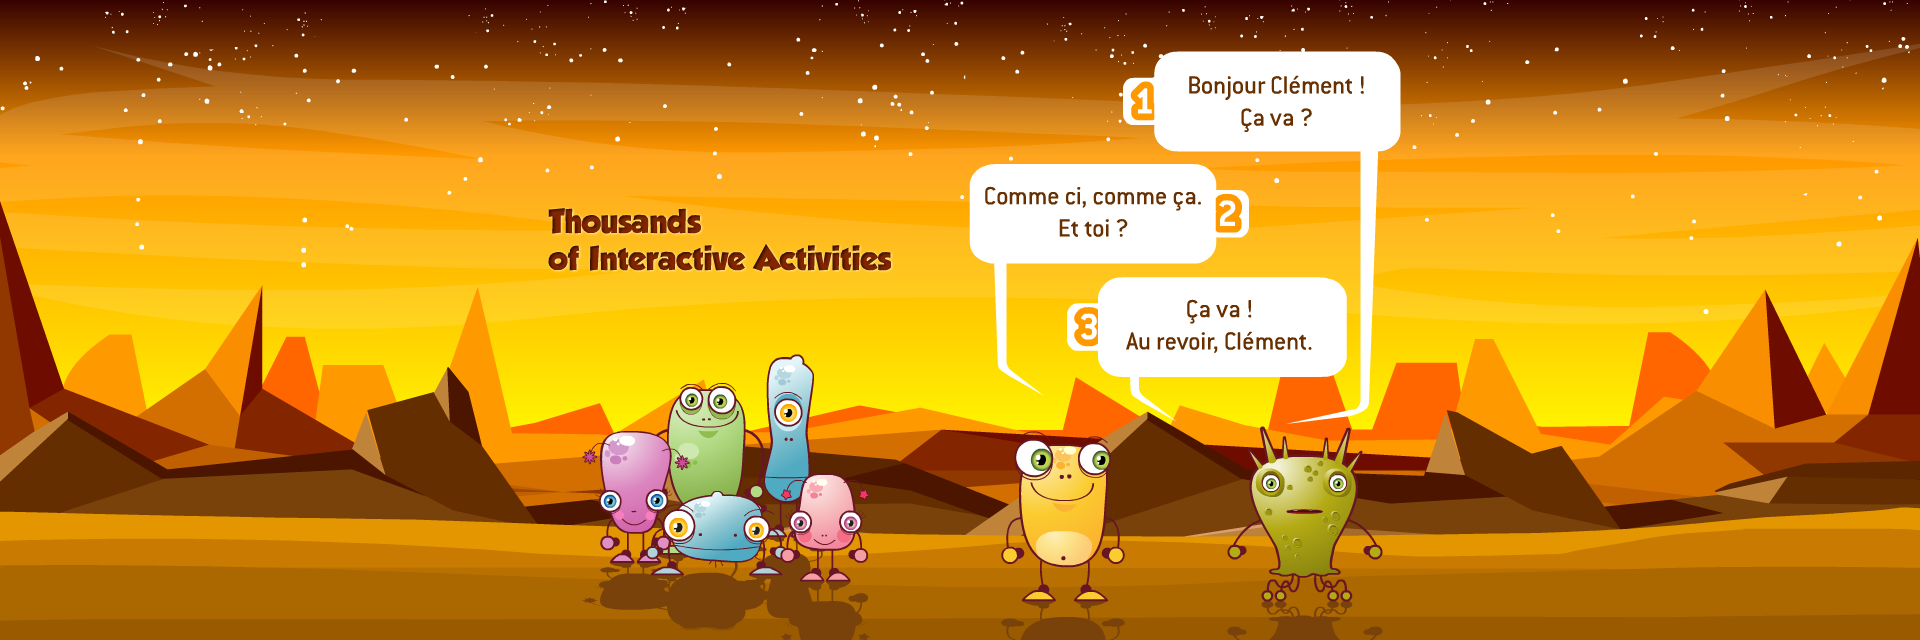 Thousands
of Interactive Activities
1
Bonjour Clément !
Ça va ?
Comme ci, comme ça.
Et toi ?
2
3
Ça va !
Au revoir, Clément.